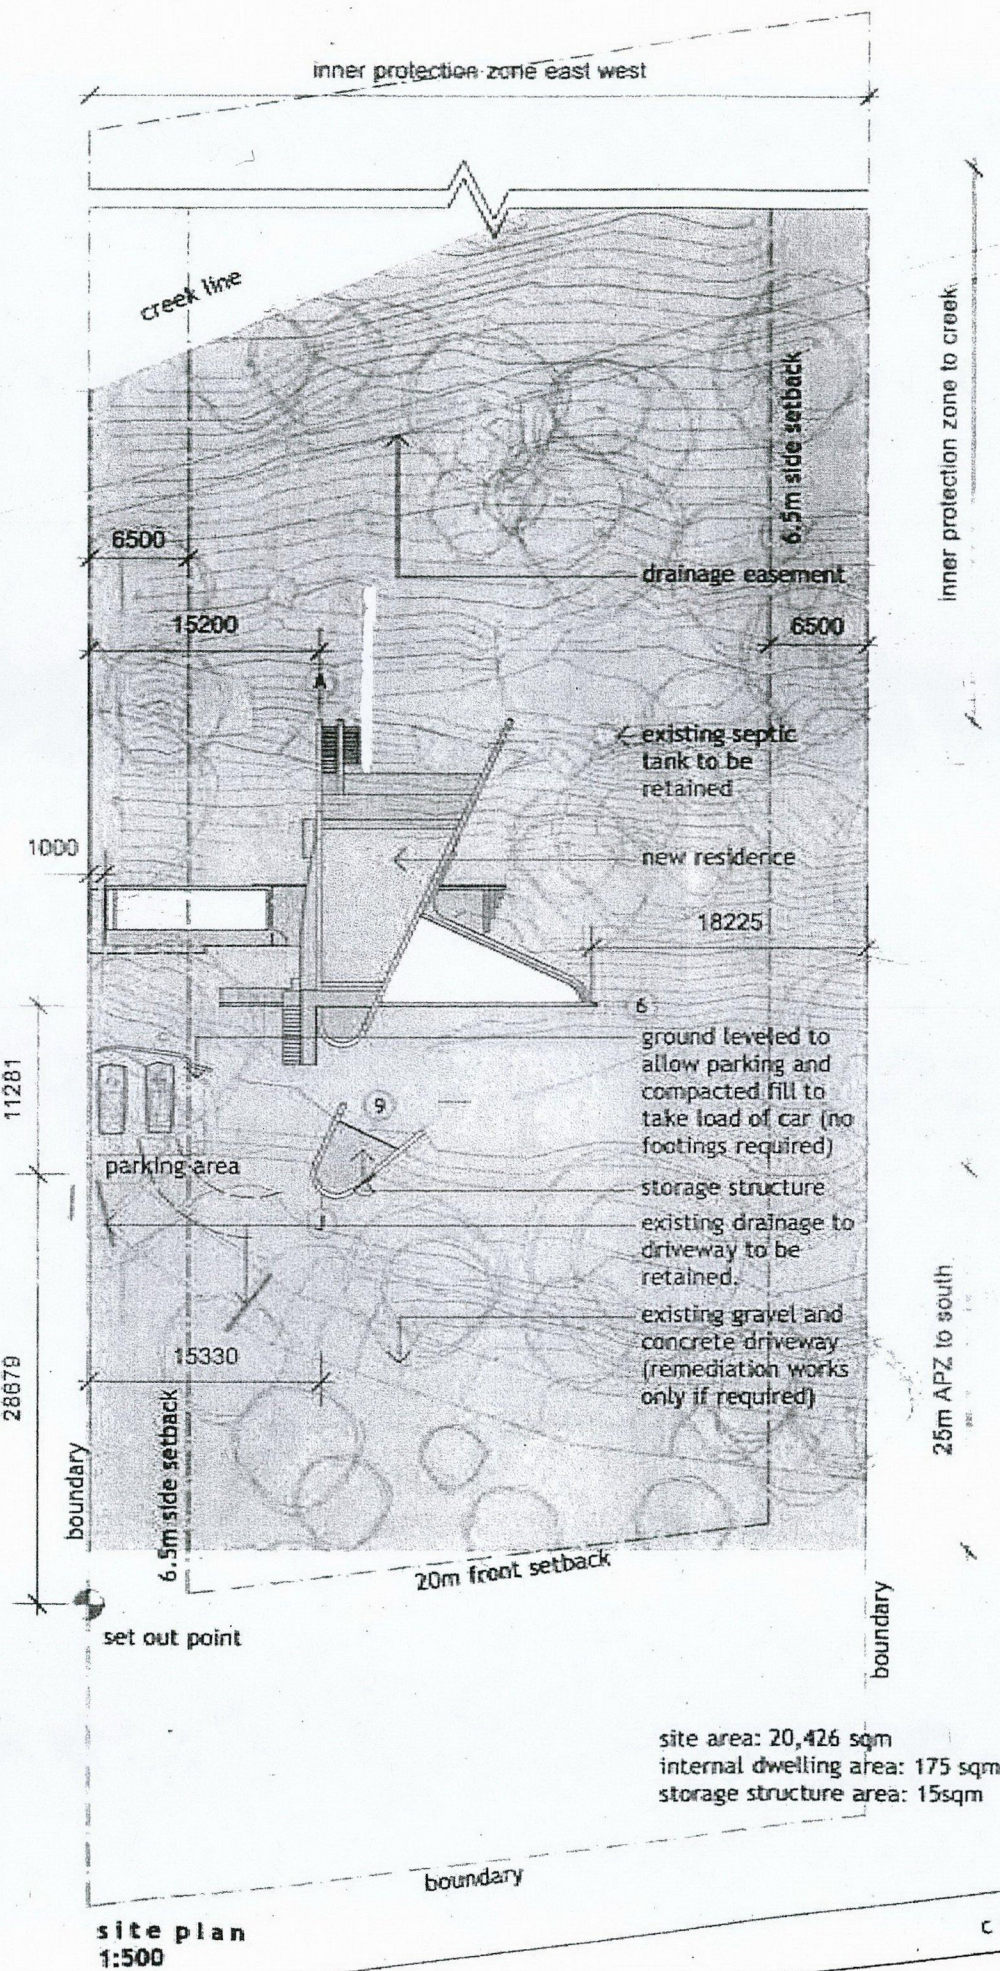 inner protection zone east west
creek line
6.5m side setback
inner protection zone to creek
6500
drainage easement
15200
6500
A
existing septic
tank to be
retained
1000
new residence
18225
6
ground leveled to
allow parking and
compacted fill to
take load of car (no
footings required)
11281
9
parking area
storage structure
J
existing drainage to
driveway to be
retained.
existing gravel and
concrete driveway
(remediation works
only if required)
15330
28879
25m APZ to south
boundary
6.5m side setback
20m front setback
set out point
boundary
site area: 20,426 sqm
internal dwelling area: 175 sqm
storage structure area: 15sqm
boundary
site plan
1:500
c